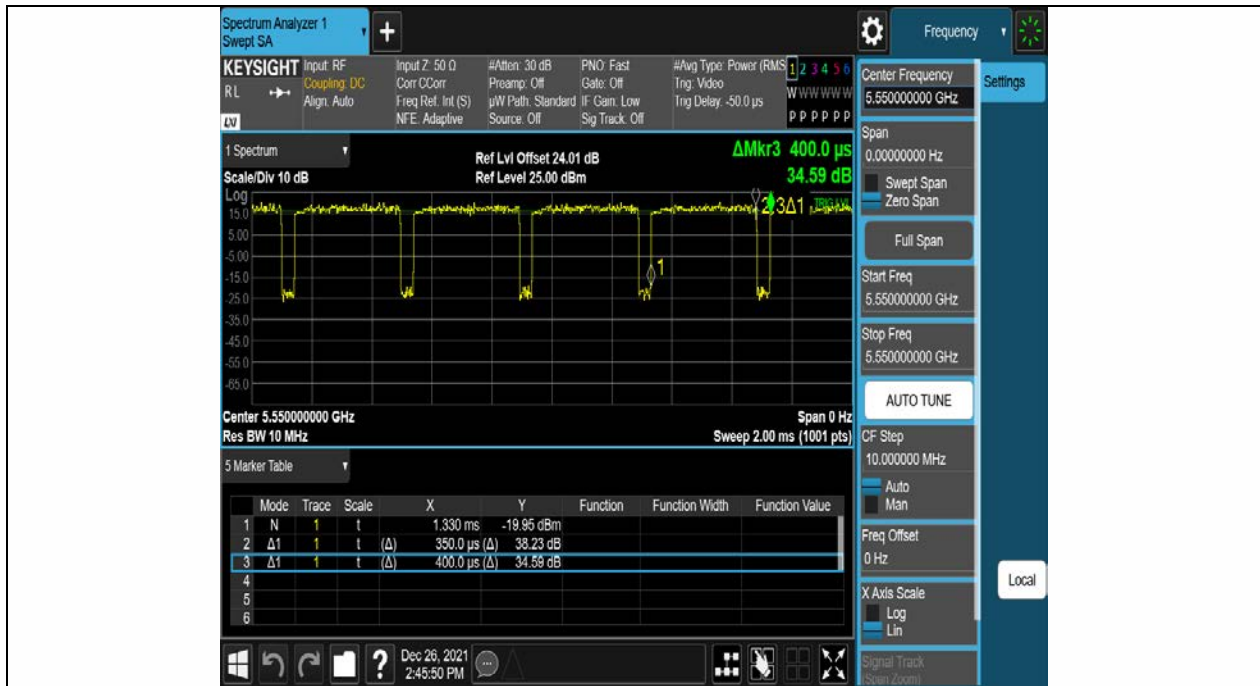 Spectrum Analyzer 1
Swept SA
+
Frequency
KEYSIGHT
RL
LXI
Input: RF
Coupling: DC
Align: Auto
Input Z: 50 Ω
Corr CCorr
Freq Ref: Int (S)
NFE: Adaptive
#Atten: 30 dB
Preamp: Off
µW Path: Standard
Source: Off
PNO: Fast
Gate: Off
IF Gain: Low
Sig Track: Off
#Avg Type: Power (RMS
Trig: Video
Trig Delay: -50.0 µs
1 2 3 4 5 6
W W W W W W
P P P P P P
1 Spectrum
Scale/Div 10 dB
Ref Lvl Offset 24.01 dB
Ref Level 25.00 dBm
ΔMkr3 400.0 µs
34.59 dB
Log
15.0
5.00
-5.00
-15.0
-25.0
-35.0
-45.0
-55.0
-65.0
3Δ1
TRIG LVL
1
Center 5.550000000 GHz
Span 0 Hz
Res BW 10 MHz
Sweep 2.00 ms (1001 pts)
5 Marker Table
Mode Trace Scale X Y Function Function Width Function Value
1 N 1 t 1.330 ms -19.95 dBm
2 Δ1 1 t (Δ) 350.0 µs (Δ) 38.23 dB
3 Δ1 1 t (Δ) 400.0 µs (Δ) 34.59 dB
4
5
6
Dec 26, 2021
2:45:50 PM
?
Center Frequency
5.550000000 GHz
Span
0.00000000 Hz
Swept Span
Zero Span
Full Span
Start Freq
5.550000000 GHz
Stop Freq
5.550000000 GHz
AUTO TUNE
CF Step
10.000000 MHz
Auto
Man
Freq Offset
0 Hz
X Axis Scale
Log
Lin
Signal Track
(Span Zoom)
Settings
Local